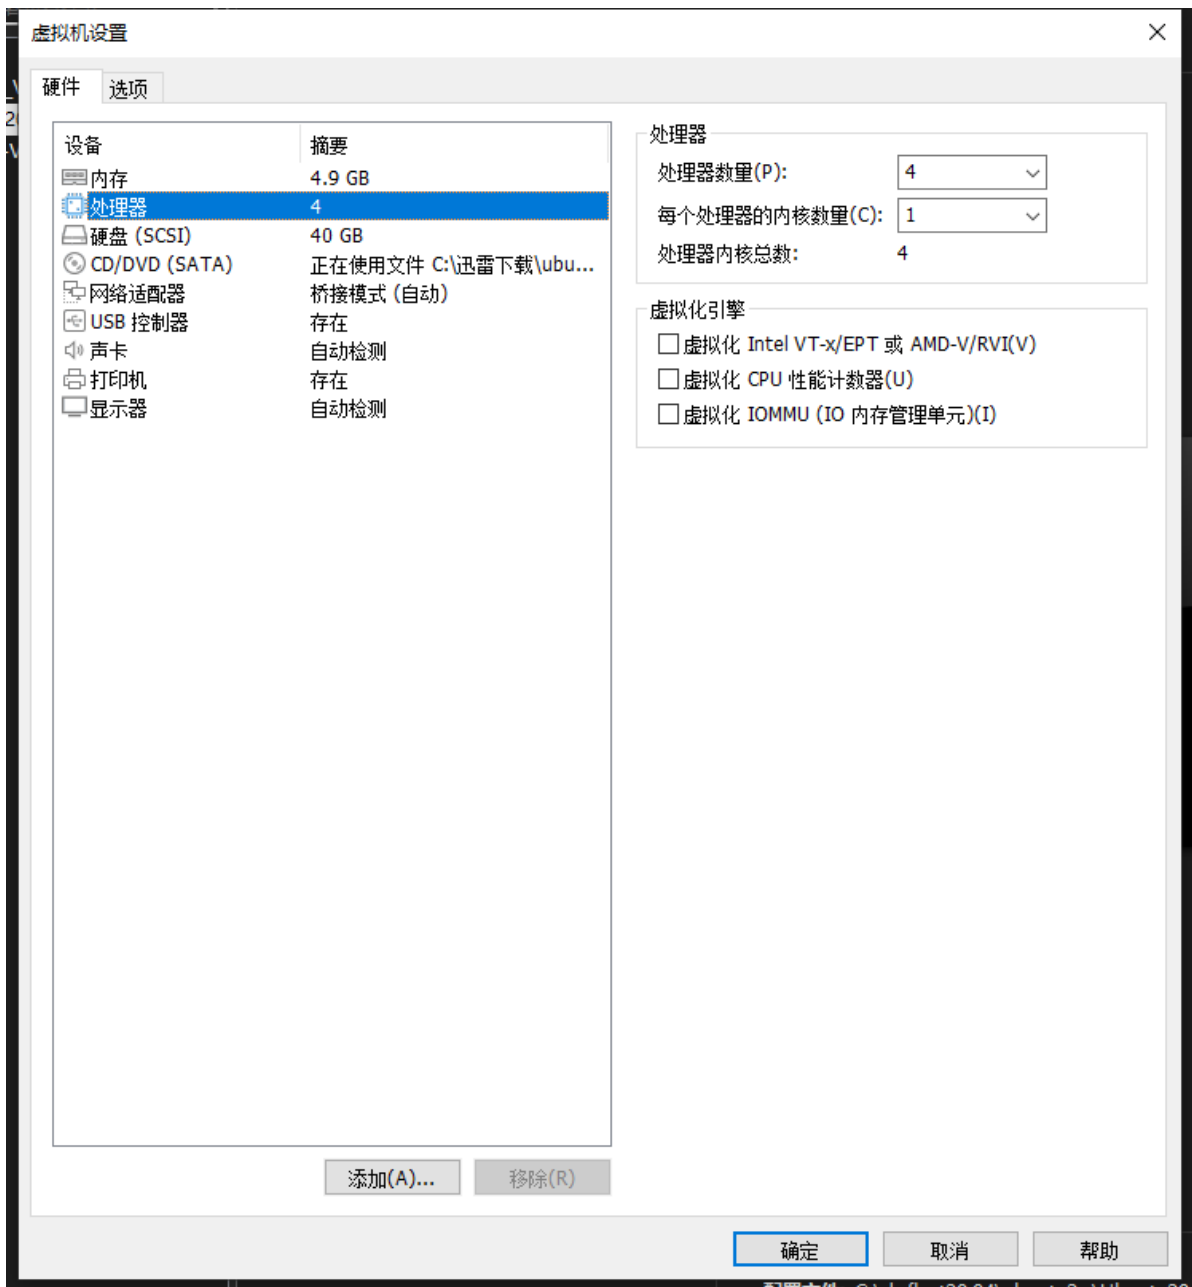 虚拟机设置
硬件 选项
设备 摘要
内存 4.9 GB
处理器 4
硬盘 (SCSI) 40 GB
CD/DVD (SATA) 正在使用文件 C:\迅雷下载\ubu...
网络适配器 桥接模式 (自动)
USB 控制器 存在
声卡 自动检测
打印机 存在
显示器 自动检测
处理器
处理器数量(P): 4
每个处理器的内核数量(C): 1
处理器内核总数: 4
虚拟化引擎
虚拟化 Intel VT-x/EPT 或 AMD-V/RVI(V)
虚拟化 CPU 性能计数器(U)
虚拟化 IOMMU (IO 内存管理单元)(I)
添加(A)... 移除(R)
确定 取消 帮助